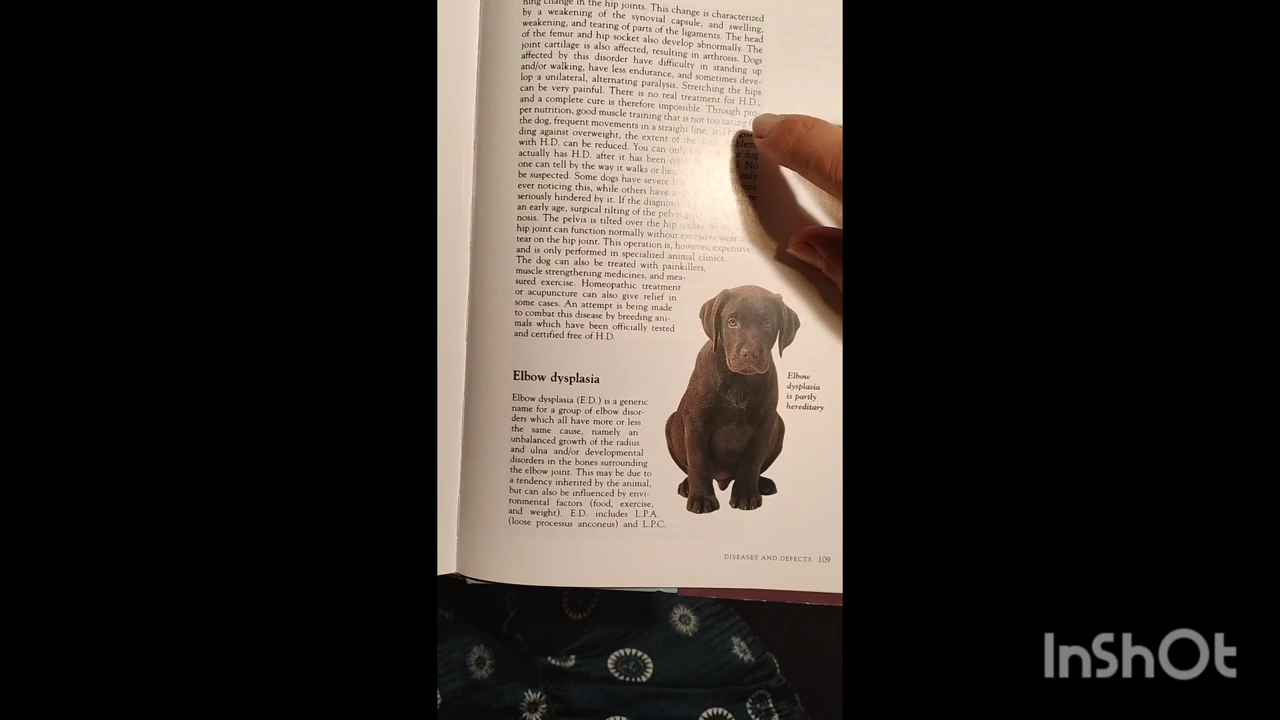 ning change in the hip joints. This change is characterized
by a weakening of the synovial capsule, and swelling,
weakening, and tearing of parts of the ligaments. The head
of the femur and hip socket also develop abnormally. The
joint cartilage is also affected, resulting in arthrosis. Dogs
affected by this disorder have difficulty in standing up
and/or walking, have less endurance, and sometimes deve-
lop a unilateral, alternating paralysis. Stretching the hips
can be very painful. There is no real treatment for H.D.,
and a complete cure is therefore impossible. Through pro-
per nutrition, good muscle training that is not too taxing
the dog, frequent movements in a straight line, and
ding against overweight, the extent of the
with H.D. can be reduced. You can only dog
actually has H.D. after it has been No
one can tell by the way it walks or lies only
be suspected. Some dogs have severe
ever noticing this, while others have
seriously hindered by it. If the diagnosis
an early age, surgical tilting of the pelvis
nosis. The pelvis is tilted over the hip
hip joint can function normally without excessive wear
tear on the hip joint. This operation is, however, expensive
and is only performed in specialized animal clinics.
The dog can also be treated with painkillers,
muscle strengthening medicines, and mea-
sured exercise. Homeopathic treatment
or acupuncture can also give relief in
some cases. An attempt is being made
to combat this disease by breeding ani-
mals which have been officially tested
and certified free of H.D.
Elbow dysplasia
Elbow dysplasia (E.D.) is a generic
name for a group of elbow disor-
ders which all have more or less
the same cause, namely an
unbalanced growth of the radius
and ulna and/or developmental
disorders in the bones surrounding
the elbow joint. This may be due to
a tendency inherited by the animal,
but can also be influenced by envi-
ronmental factors (food, exercise,
and weight). E.D. includes L.P.A.
(loose processus anconeus) and L.P.C.
Elbow
dysplasia
is partly
hereditary
DISEASES AND DEFECTS 109
InShOt